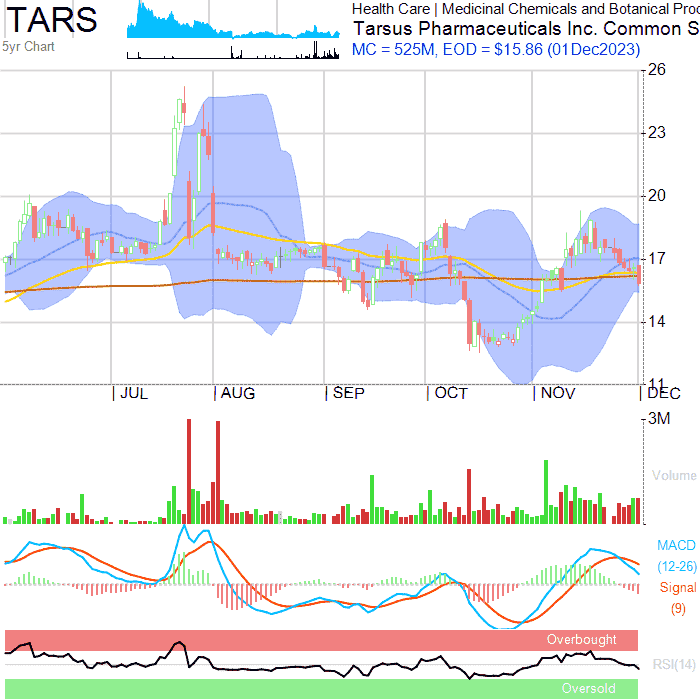 TARS
5yr Chart
Health Care | Medicinal Chemicals and Botanical Proc
Tarsus Pharmaceuticals Inc. Common S
MC = 525M, EOD = $15.86 (01Dec2023)
26
23
20
17
14
11
JUL AUG SEP OCT NOV DEC
3M
Volume
MACD
(12-26)
Signal
(9)
Overbought
RSI(14)
Oversold